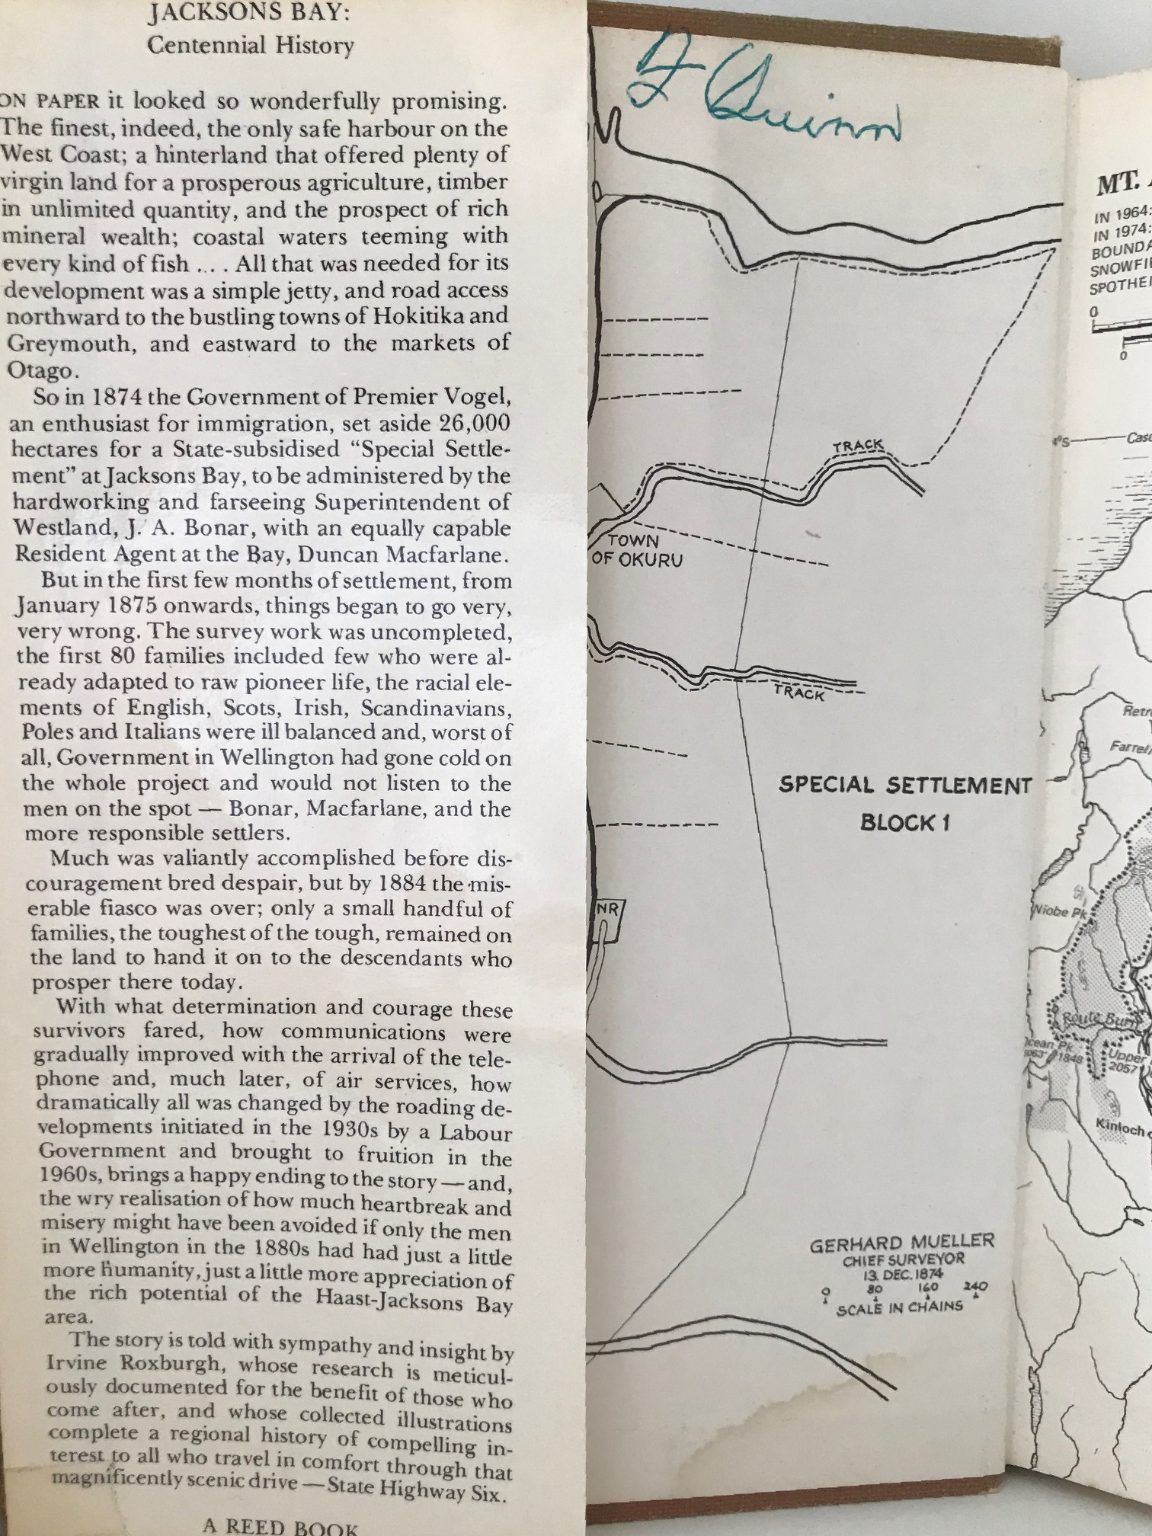 JACKSONS BAY:
Centennial History
ON PAPER it looked so wonderfully promising.
The finest, indeed, the only safe harbour on the
West Coast; a hinterland that offered plenty of
virgin land for a prosperous agriculture, timber
in unlimited quantity, and the prospect of rich
mineral wealth; coastal waters teeming with
every kind of fish ... . All that was needed for its
development was a simple jetty, and road access
northward to the bustling towns of Hokitika and
Greymouth, and eastward to the markets of
Otago.
So in 1874 the Government of Premier Vogel,
an enthusiast for immigration, set aside 26,000
hectares for a State-subsidised “Special Settle-
ment” at Jacksons Bay, to be administered by the
hardworking and farseeing Superintendent of
Westland, J. A. Bonar, with an equally capable
Resident Agent at the Bay, Duncan Macfarlane.
But in the first few months of settlement, from
January 1875 onwards, things began to go very,
very wrong. The survey work was uncompleted,
the first 80 families included few who were al-
ready adapted to raw pioneer life, the racial ele-
ments of English, Scots, Irish, Scandinavians,
Poles and Italians were ill balanced and, worst of
all, Government in Wellington had gone cold on
the whole project and would not listen to the
men on the spot — Bonar, Macfarlane, and the
more responsible settlers.
Much was valiantly accomplished before dis-
couragement bred despair, but by 1884 the mis-
erable fiasco was over; only a small handful of
families, the toughest of the tough, remained on
the land to hand it on to the descendants who
prosper there today.
With what determination and courage these
survivors fared, how communications were
gradually improved with the arrival of the tele-
phone and, much later, of air services, how
dramatically all was changed by the roading de-
velopments initiated in the 1930s by a Labour
Government and brought to fruition in the
1960s, brings a happy ending to the story — and,
the wry realisation of how much heartbreak and
misery might have been avoided if only the men
in Wellington in the 1880s had had just a little
more humanity, just a little more appreciation of
the rich potential of the Haast-Jacksons Bay
area.
The story is told with sympathy and insight by
Irvine Roxburgh, whose research is meticul-
ously documented for the benefit of those who
come after, and whose collected illustrations
complete a regional history of compelling in-
terest to all who travel in comfort through that
magnificently scenic drive — State Highway Six.
A REED BOOK
F Quinn
TRACK
TOWN
OF OKURU
TRACK
SPECIAL SETTLEMENT
BLOCK 1
NR
GERHARD MUELLER
CHIEF SURVEYOR
13. DEC. 1874
0 80 160 240
SCALE IN CHAINS
MT.
IN 1964:
IN 1974:
BOUNDA
SNOWFI
SPOTHEI
0
0
Casc
Retr
Farrel
Niobe Pk
Route Burn
Ocean Pk
1848
Upper
2057
Kinloch